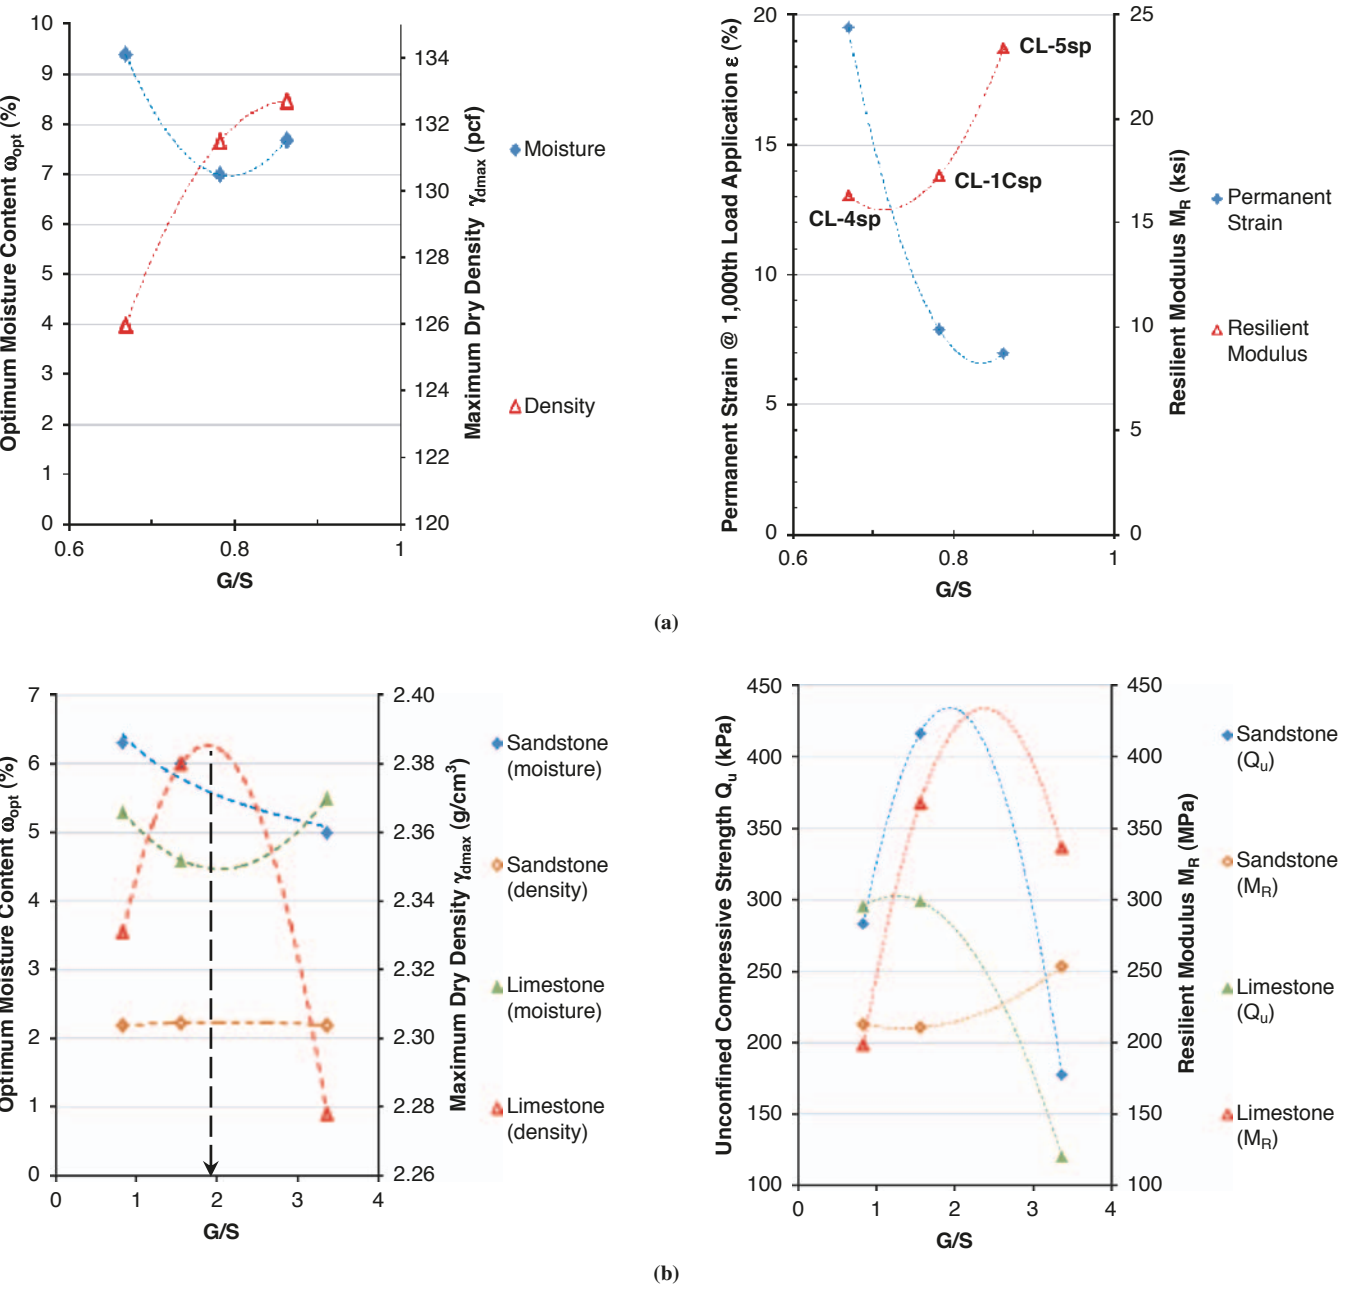 Optimum Moisture Content ωopt (%)
10
9
8
7
6
5
4
3
2
1
0
0.6
0.8
1
G/S
134
132
130
128
126
124
122
120
Maximum Dry Density γdmax (pcf)
Moisture
Density
Permanent Strain @ 1,000th Load Application ε (%)
20
15
10
5
0
0.6
0.8
1
G/S
CL-5sp
CL-1Csp
CL-4sp
25
20
15
10
5
0
Resilient Modulus MR (ksi)
Permanent
Strain
Resilient
Modulus
(a)
Optimum Moisture Content ωopt (%)
7
6
5
4
3
2
1
0
0
1
2
3
4
G/S
2.40
2.38
2.36
2.34
2.32
2.30
2.28
2.26
Maximum Dry Density γdmax (g/cm3)
Sandstone
(moisture)
Sandstone
(density)
Limestone
(moisture)
Limestone
(density)
Unconfined Compressive Strength Qu (kPa)
450
400
350
300
250
200
150
100
0
1
2
3
4
G/S
450
400
350
300
250
200
150
100
Resilient Modulus MR (MPa)
Sandstone
(Qu)
Sandstone
(MR)
Limestone
(Qu)
Limestone
(MR)
(b)